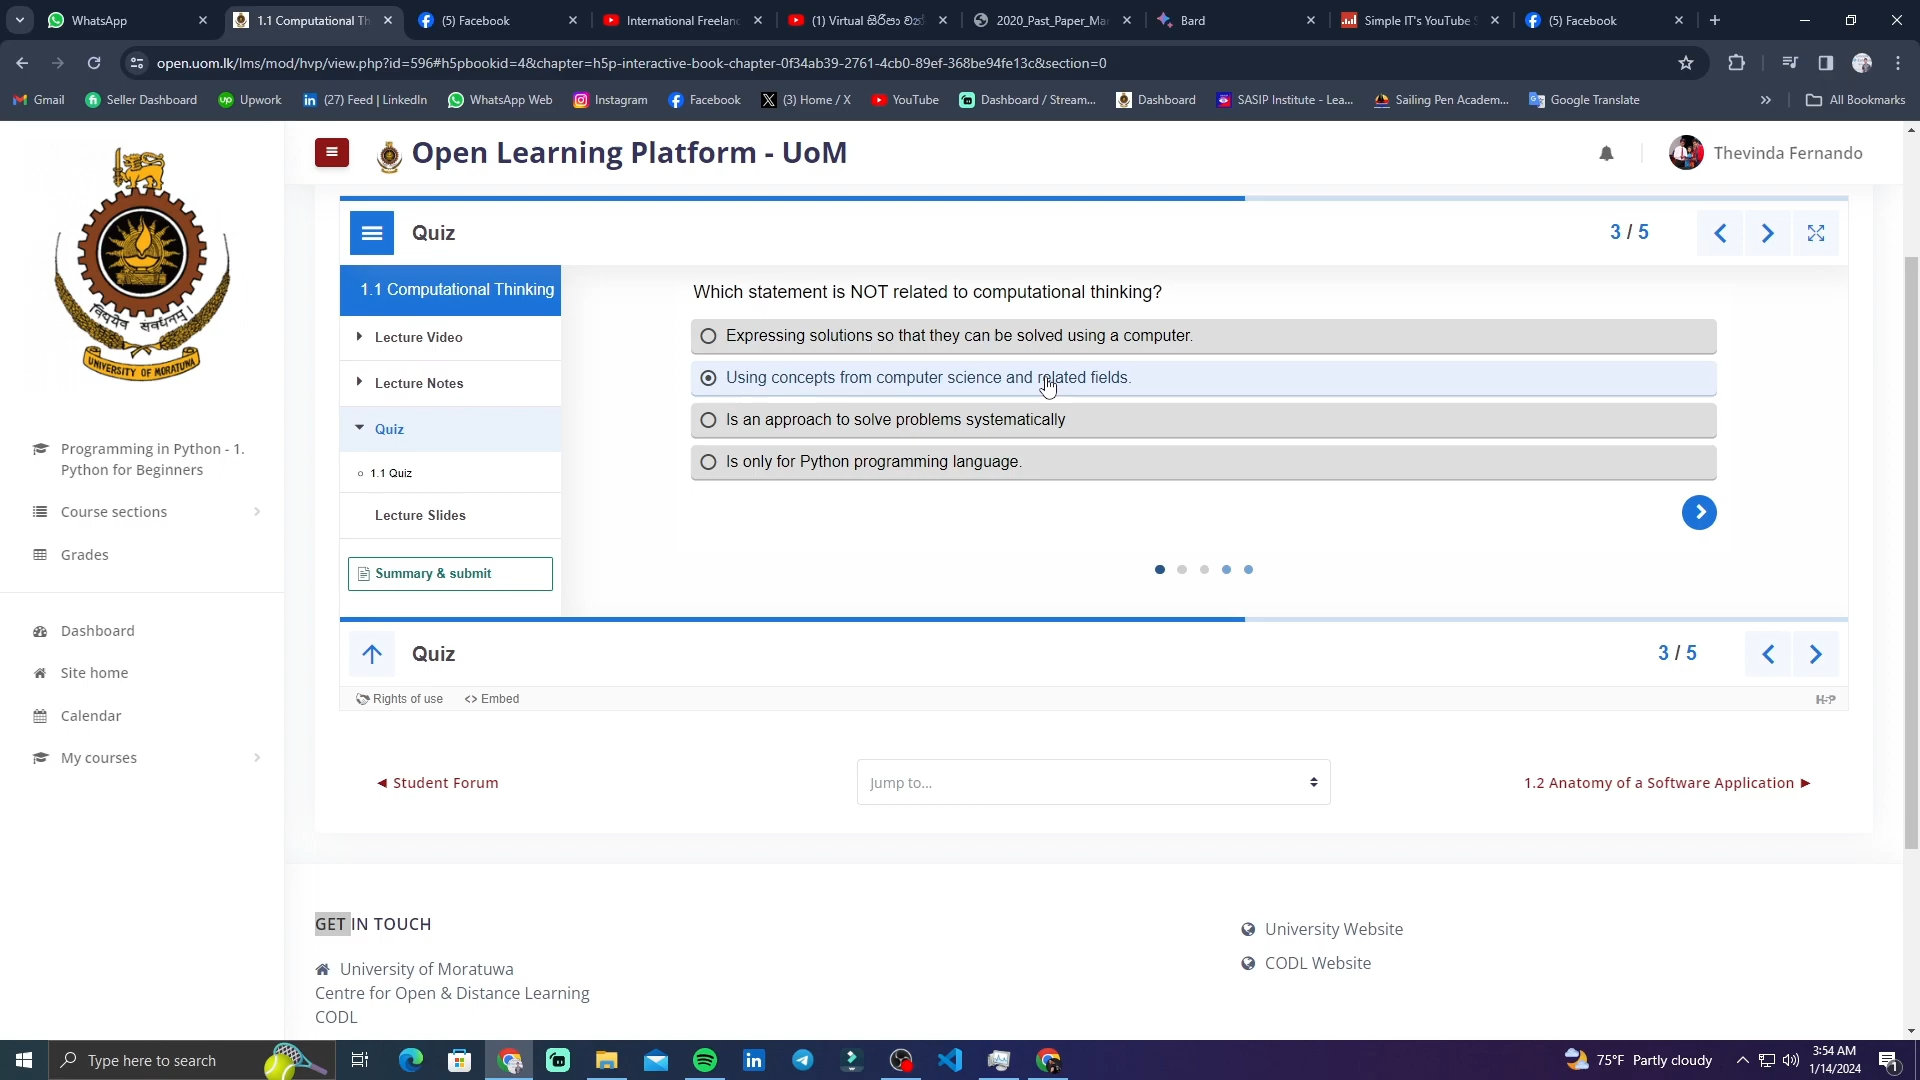 WhatsApp
1.1 Computational Th
(5) Facebook
International Freelanc
2020_Past_Paper_Mar
Bard
Simple IT's YouTube S
(5) Facebook
open.uom.lk/lms/mod/hvp/view.php?id=596#h5pbookid=4&chapter=h5p-interactive-book-chapter-0f34ab39-2761-4cb0-89ef-368be94fe13c&section=0
Gmail
Seller Dashboard
Upwork
(27) Feed | LinkedIn
WhatsApp Web
Instagram
Facebook
(3) Home / X
YouTube
Dashboard / Stream...
Dashboard
SASIP Institute - Lea...
Sailing Pen Academ...
Google Translate
»
All Bookmarks
Open Learning Platform - UoM
Thevinda Fernando
UNIVERSITY OF MORATUWA
Quiz
3 / 5
1.1 Computational Thinking
Lecture Video
Lecture Notes
Quiz
1.1 Quiz
Lecture Slides
Summary & submit
Which statement is NOT related to computational thinking?
Expressing solutions so that they can be solved using a computer.
Using concepts from computer science and related fields.
Is an approach to solve problems systematically
Is only for Python programming language.
Quiz
3 / 5
Rights of use
<> Embed
H-P
Programming in Python - 1.
Python for Beginners
Course sections
Grades
Dashboard
Site home
Calendar
My courses
◄ Student Forum
Jump to...
1.2 Anatomy of a Software Application ►
GET IN TOUCH
University of Moratuwa
Centre for Open & Distance Learning
CODL
University Website
CODL Website
Type here to search
75°F Partly cloudy
3:54 AM
1/14/2024
1